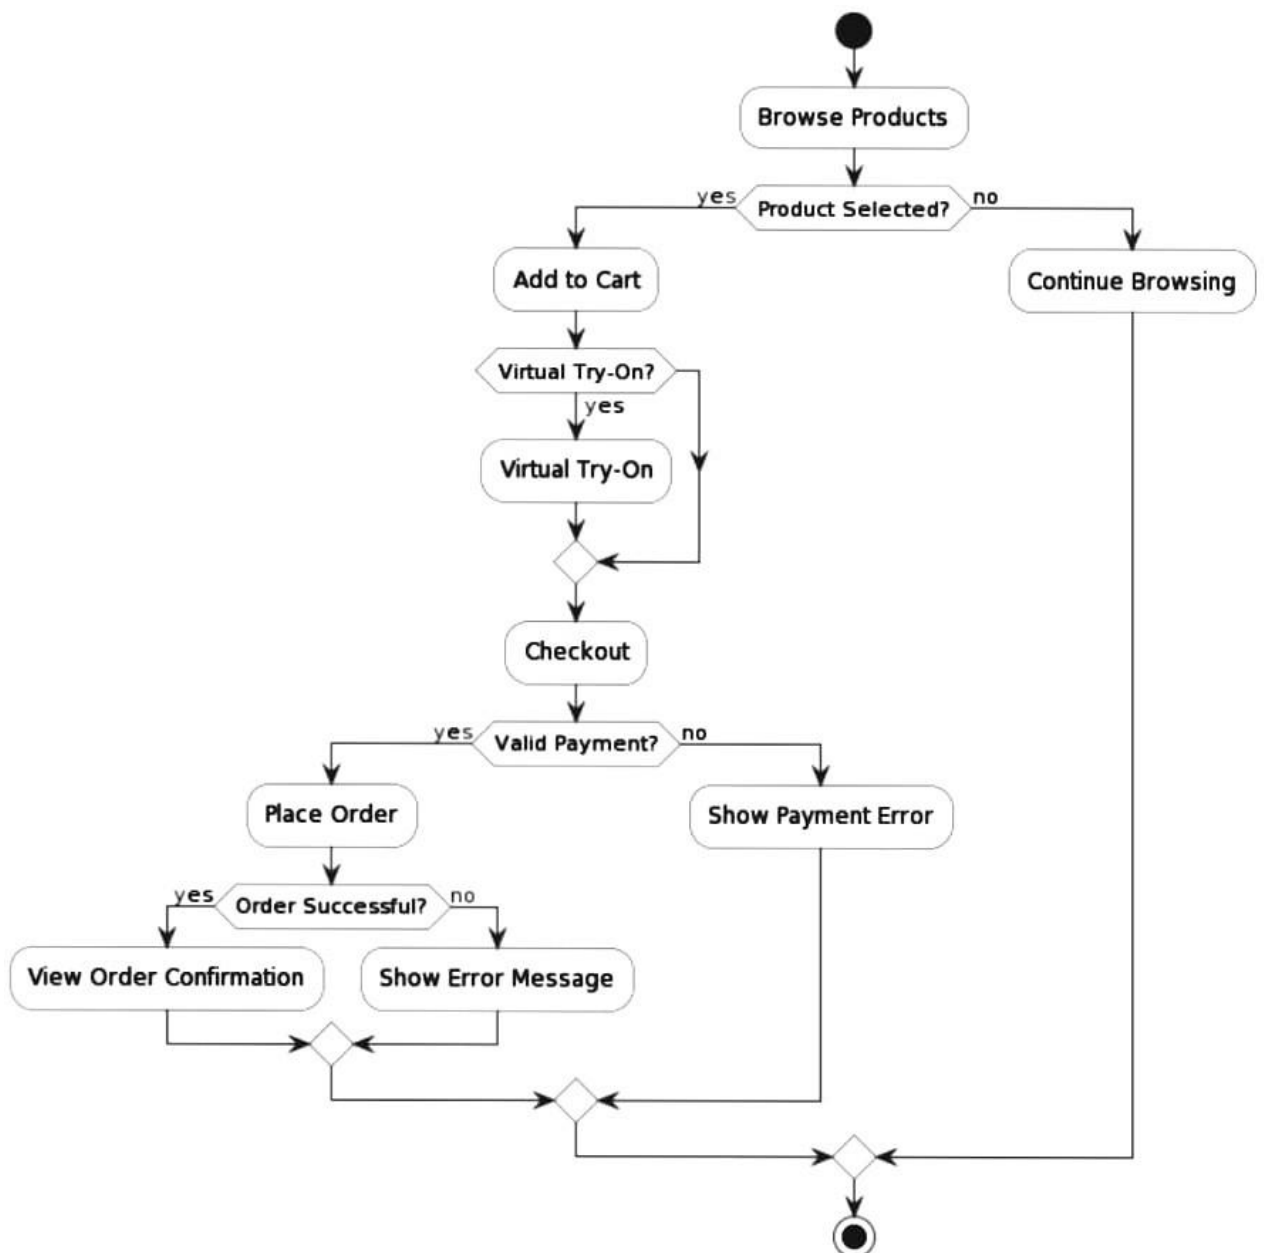 Browse Products
yes
Product Selected?
no
Add to Cart
Continue Browsing
Virtual Try-On?
yes
Virtual Try-On
Checkout
yes
Valid Payment?
no
Place Order
Show Payment Error
yes
Order Successful?
no
View Order Confirmation
Show Error Message